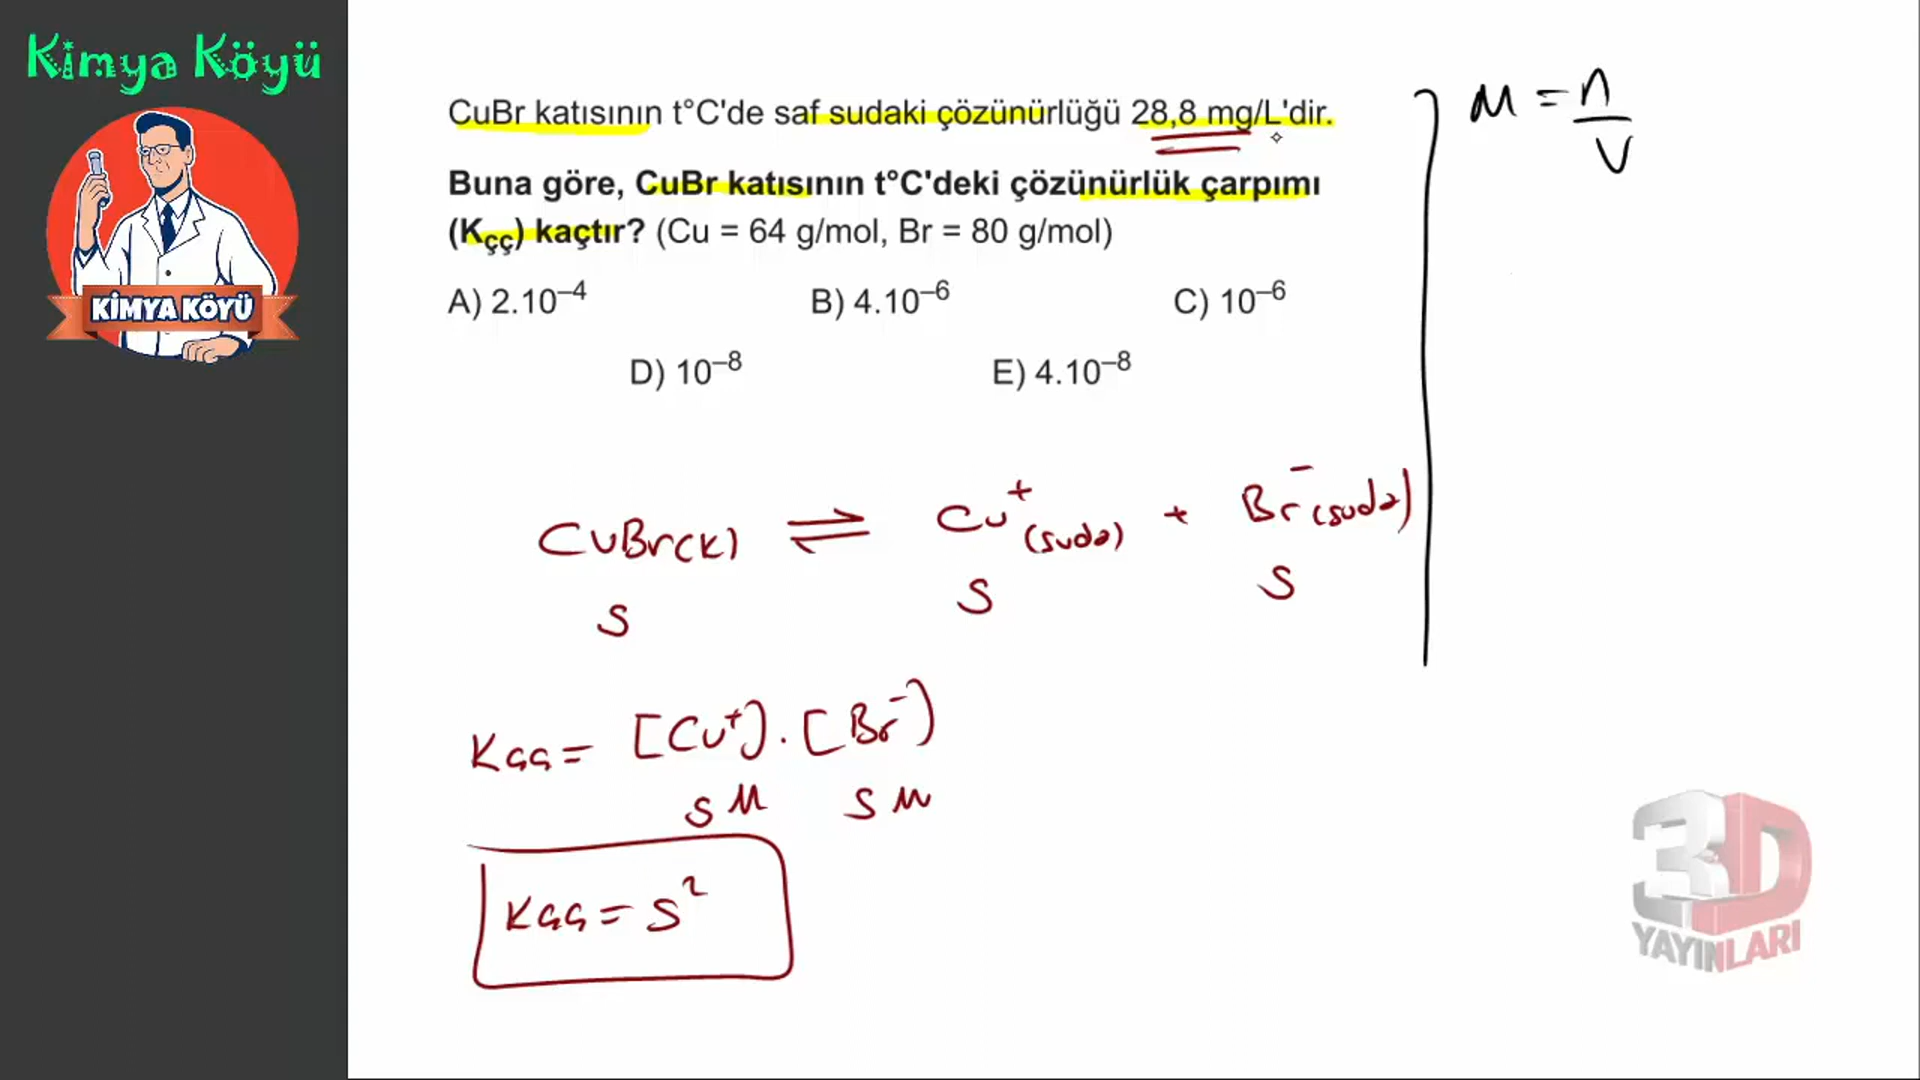 Kimya Köyü
KİMYA KÖYÜ
CuBr katısının t°C'de saf sudaki çözünürlüğü 28,8 mg/L'dir.
Buna göre, CuBr katısının t°C'deki çözünürlük çarpımı
(Kçç) kaçtır? (Cu = 64 g/mol, Br = 80 g/mol)
A) 2.10⁻⁴ B) 4.10⁻⁶ C) 10⁻⁶
D) 10⁻⁸ E) 4.10⁻⁸
M = n/V
CuBr(k) ⇌ Cu⁺(suda) + Br⁻(suda)
S S S
Kçç = [Cu⁺].[Br⁻]
S M S M
Kçç = S²
3D
YAYINLARI